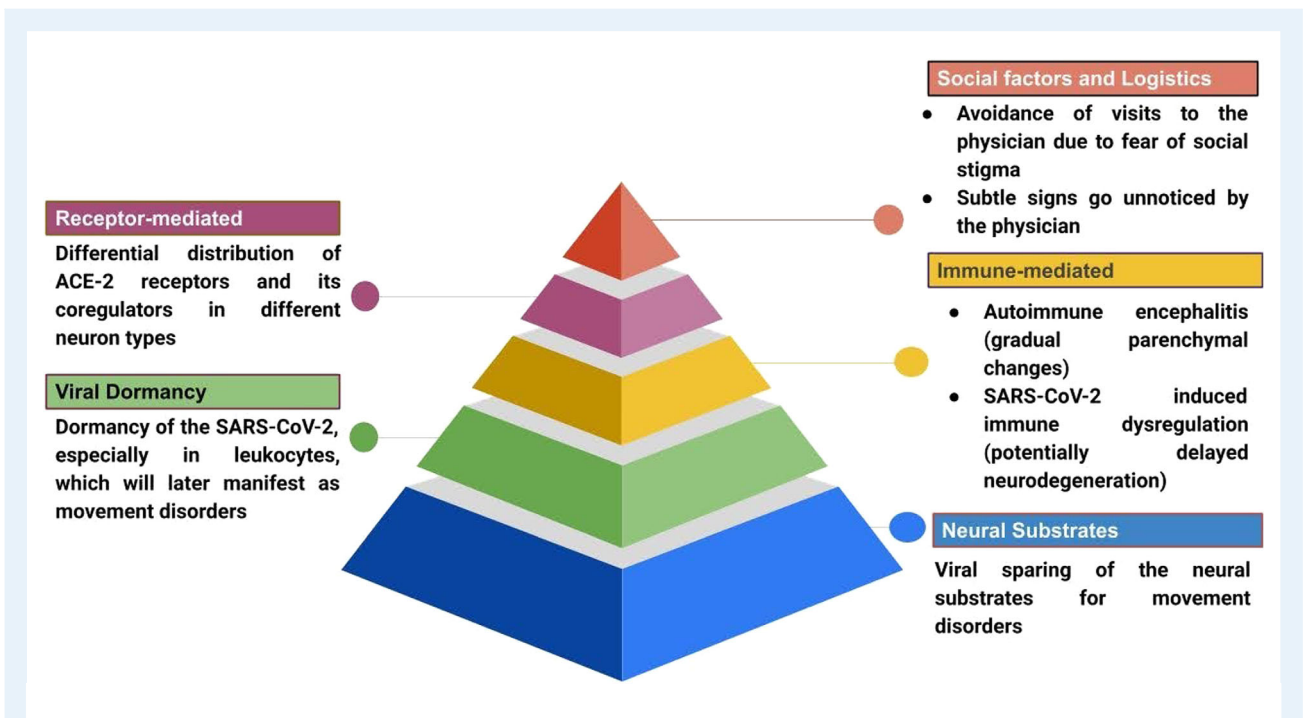 Social factors and Logistics
● Avoidance of visits to the
physician due to fear of social
stigma
● Subtle signs go unnoticed by
the physician
Receptor-mediated
Differential distribution of
ACE-2 receptors and its
coregulators in different
neuron types
Immune-mediated
● Autoimmune encephalitis
(gradual parenchymal
changes)
● SARS-CoV-2 induced
immune dysregulation
(potentially delayed
neurodegeneration)
Viral Dormancy
Dormancy of the SARS-CoV-2,
especially in leukocytes,
which will later manifest as
movement disorders
Neural Substrates
Viral sparing of the neural
substrates for movement
disorders